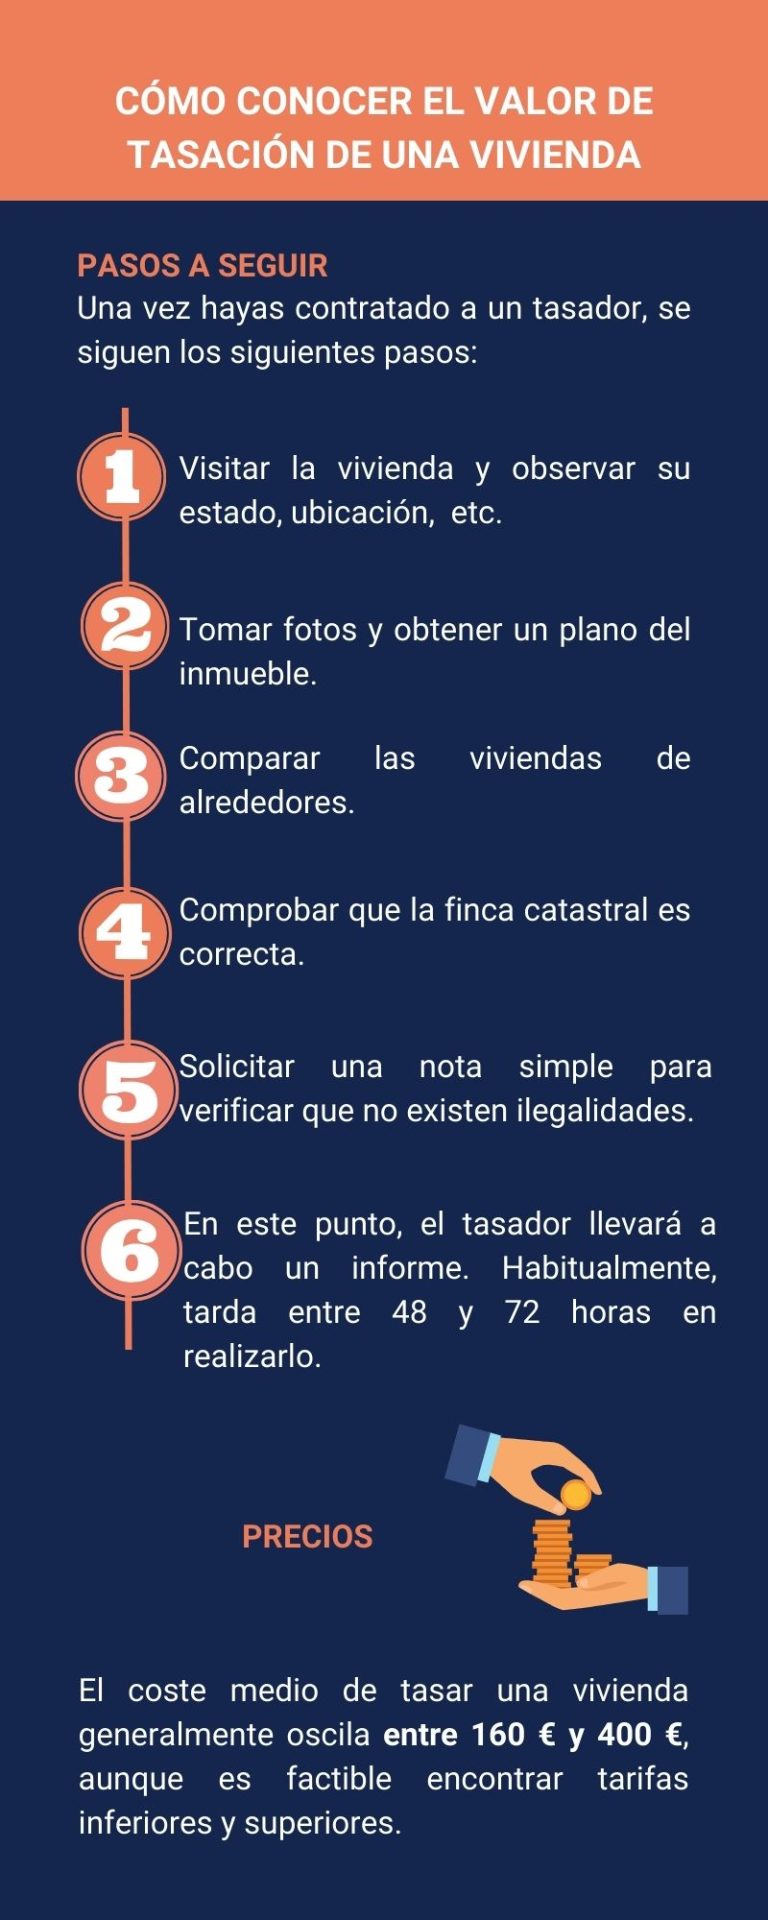 CÓMO CONOCER EL VALOR DE
TASACIÓN DE UNA VIVIENDA
PASOS A SEGUIR
Una vez hayas contratado a un tasador, se
siguen los siguientes pasos:
1
Visitar la vivienda y observar su
estado, ubicación, etc.
2
Tomar fotos y obtener un plano del
inmueble.
3
Comparar las viviendas de
alrededores.
4
Comprobar que la finca catastral es
correcta.
5
Solicitar una nota simple para
verificar que no existen ilegalidades.
6
En este punto, el tasador llevará a
cabo un informe. Habitualmente,
tarda entre 48 y 72 horas en
realizarlo.
PRECIOS
El coste medio de tasar una vivienda
generalmente oscila entre 160 € y 400 €,
aunque es factible encontrar tarifas
inferiores y superiores.